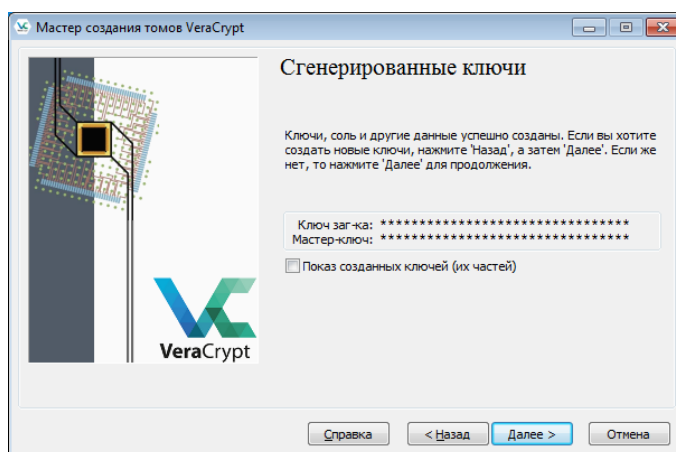 Мастер создания томов VeraCrypt
Сгенерированные ключи
Ключи, соль и другие данные успешно созданы. Если вы хотите
создать новые ключи, нажмите 'Назад', а затем 'Далее'. Если же
нет, то нажмите 'Далее' для продолжения.
Ключ заг-ка: ********************************
Мастер-ключ: ********************************
Показ созданных ключей (их частей)
VeraCrypt
Справка
< Назад
Далее >
Отмена